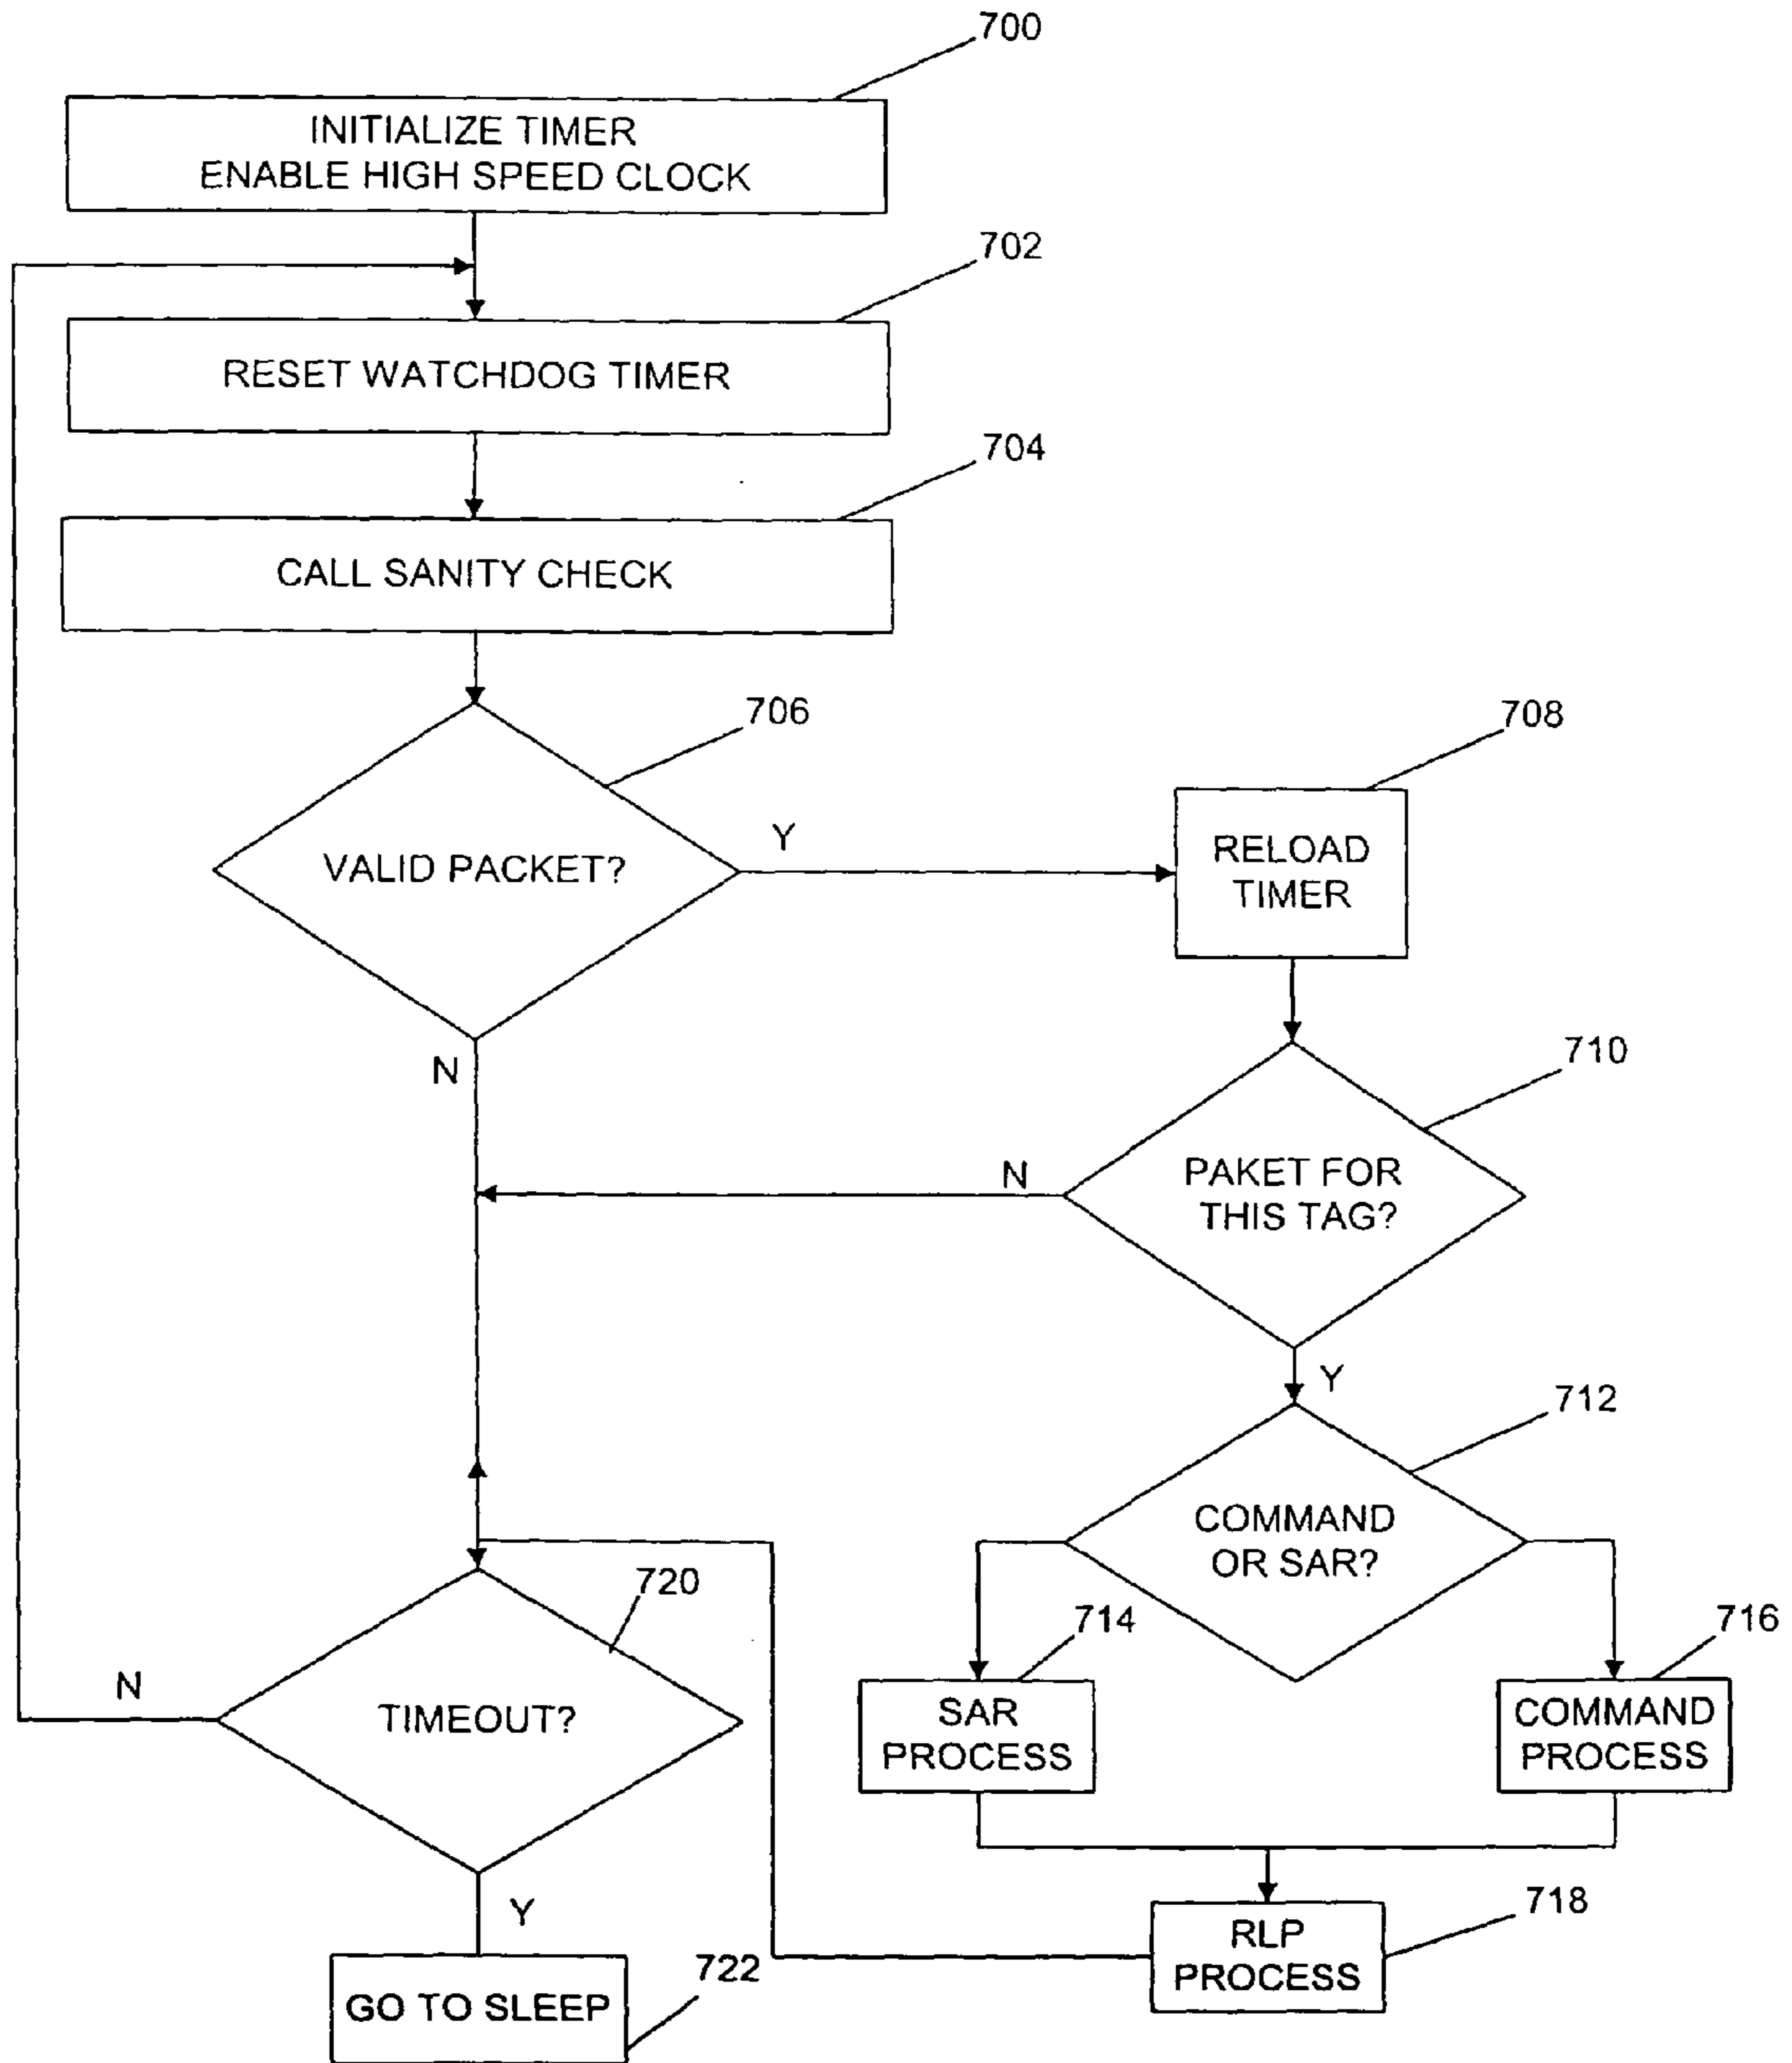 700
INITIALIZE TIMER
ENABLE HIGH SPEED CLOCK
702
RESET WATCHDOG TIMER
704
CALL SANITY CHECK
706
VALID PACKET?
Y
N
708
RELOAD
TIMER
710
PAKET FOR
THIS TAG?
N
Y
712
COMMAND
OR SAR?
714
SAR
PROCESS
716
COMMAND
PROCESS
718
RLP
PROCESS
720
TIMEOUT?
N
Y
722
GO TO SLEEP